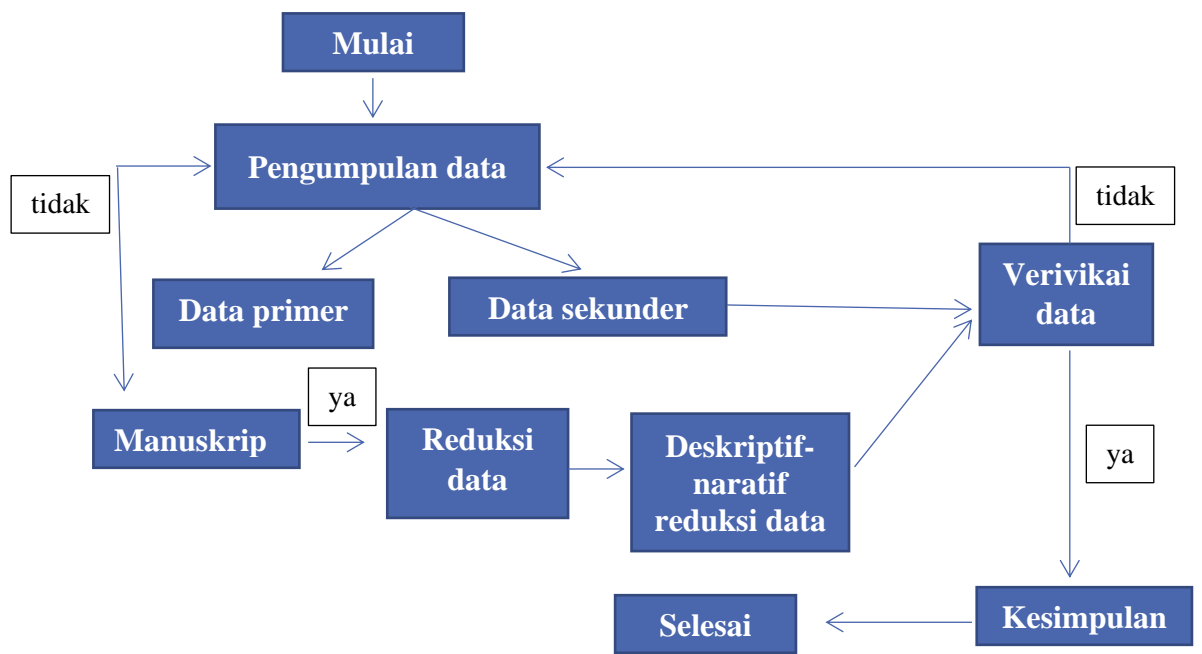 Mulai
Pengumpulan data
tidak
tidak
Data primer
Data sekunder
Verivikai
data
ya
Manuskrip
Reduksi
data
Deskriptif-
naratif
reduksi data
ya
Selesai
Kesimpulan